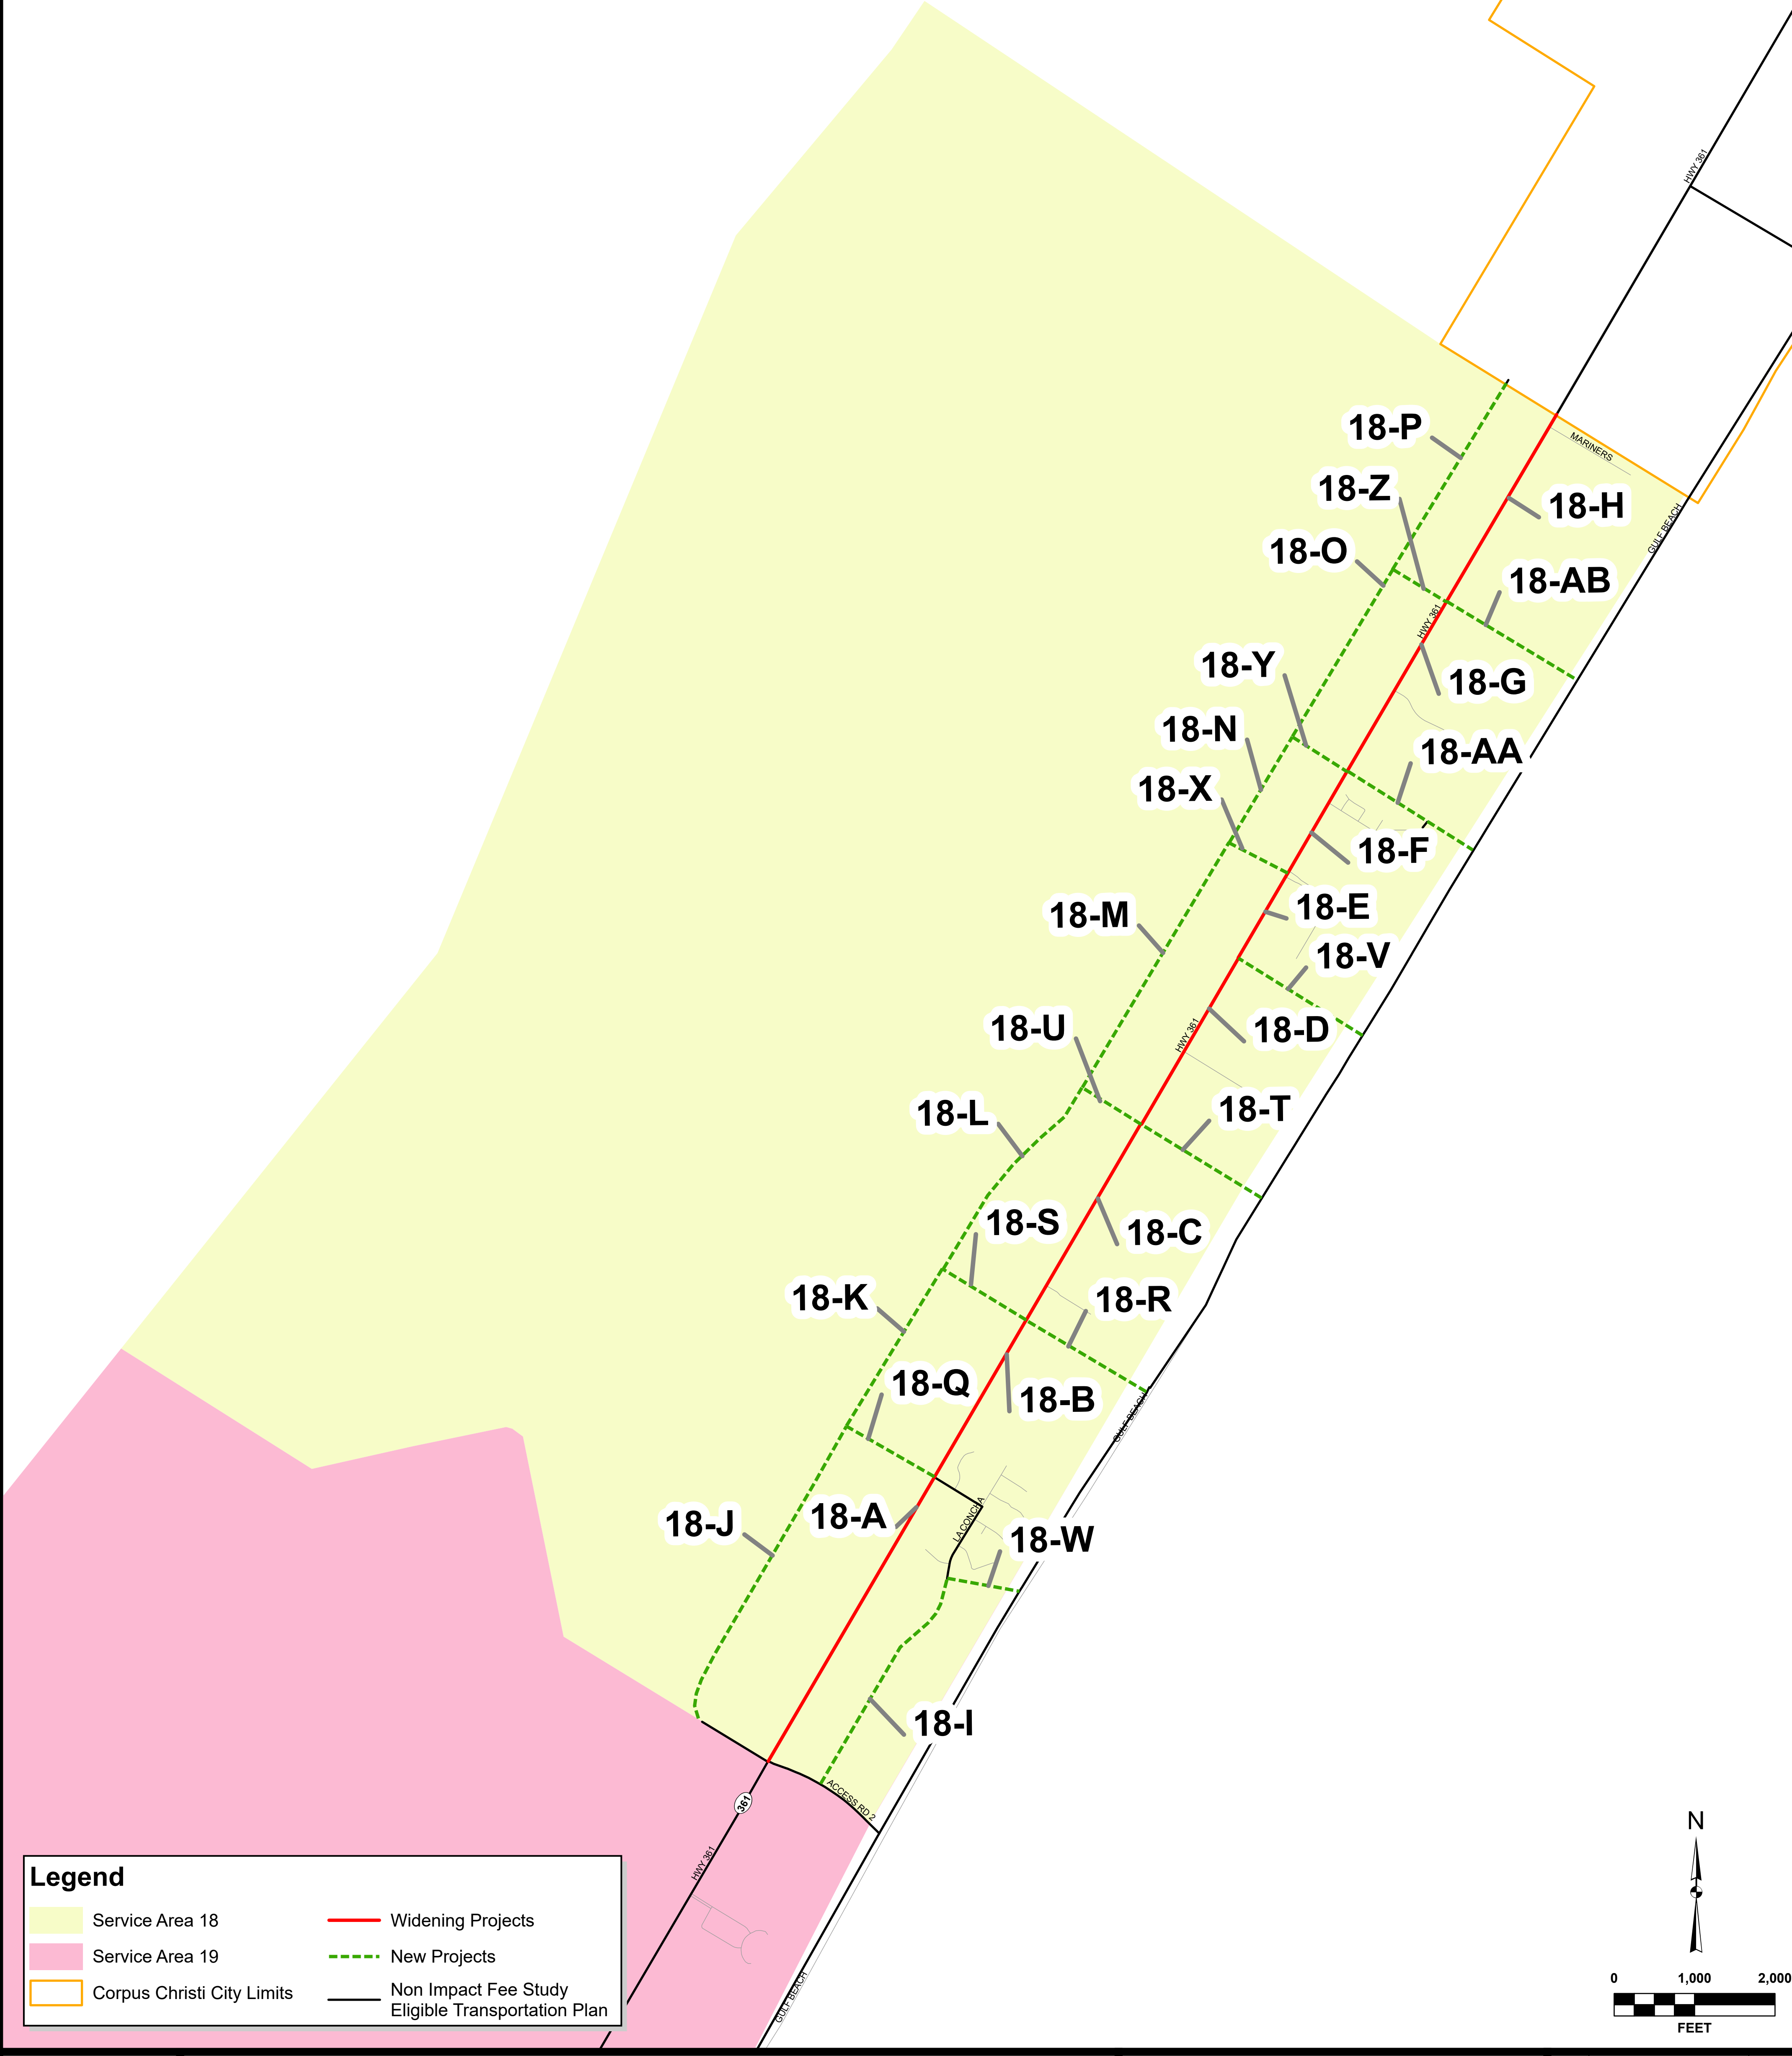 HWY 361
18-P
MARINERS
18-Z
18-H
GULF BEACH
18-O
18-AB
HWY 361
18-Y
18-G
18-N
18-AA
18-X
18-F
18-M
18-E
18-V
18-U
HWY 361
18-D
18-L
18-T
18-S
18-C
18-K
18-R
18-Q
18-B
GULF BEACH
18-J
18-A
LA CONCHA
18-W
18-I
361
ACCESS RD 2
HWY 361
GULF BEACH
Legend
Service Area 18
Service Area 19
Corpus Christi City Limits
Widening Projects
New Projects
Non Impact Fee Study
Eligible Transportation Plan
N
0 1,000 2,000
FEET